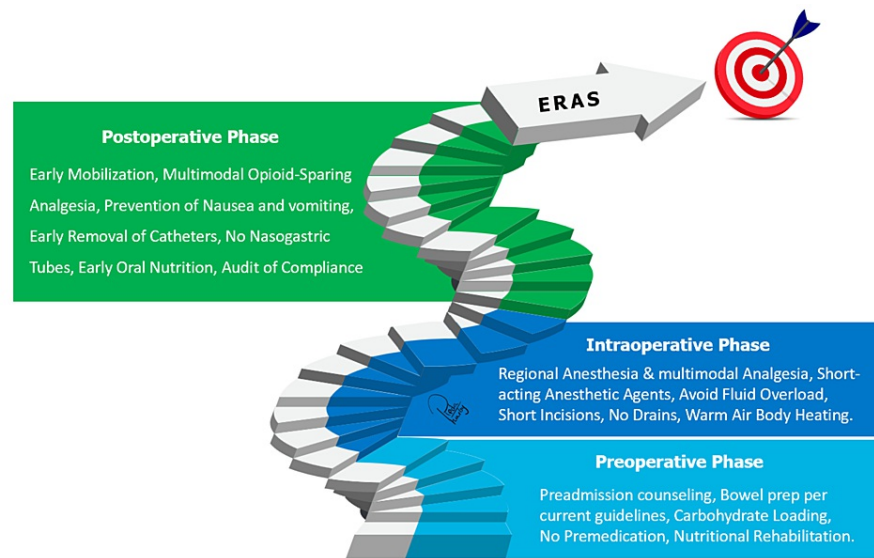 ERAS
Postoperative Phase
Early Mobilization, Multimodal Opioid-Sparing
Analgesia, Prevention of Nausea and vomiting,
Early Removal of Catheters, No Nasogastric
Tubes, Early Oral Nutrition, Audit of Compliance
Intraoperative Phase
Regional Anesthesia & multimodal Analgesia, Short-
acting Anesthetic Agents, Avoid Fluid Overload,
Short Incisions, No Drains, Warm Air Body Heating.
Preoperative Phase
Preadmission counseling, Bowel prep per
current guidelines, Carbohydrate Loading,
No Premedication, Nutritional Rehabilitation.